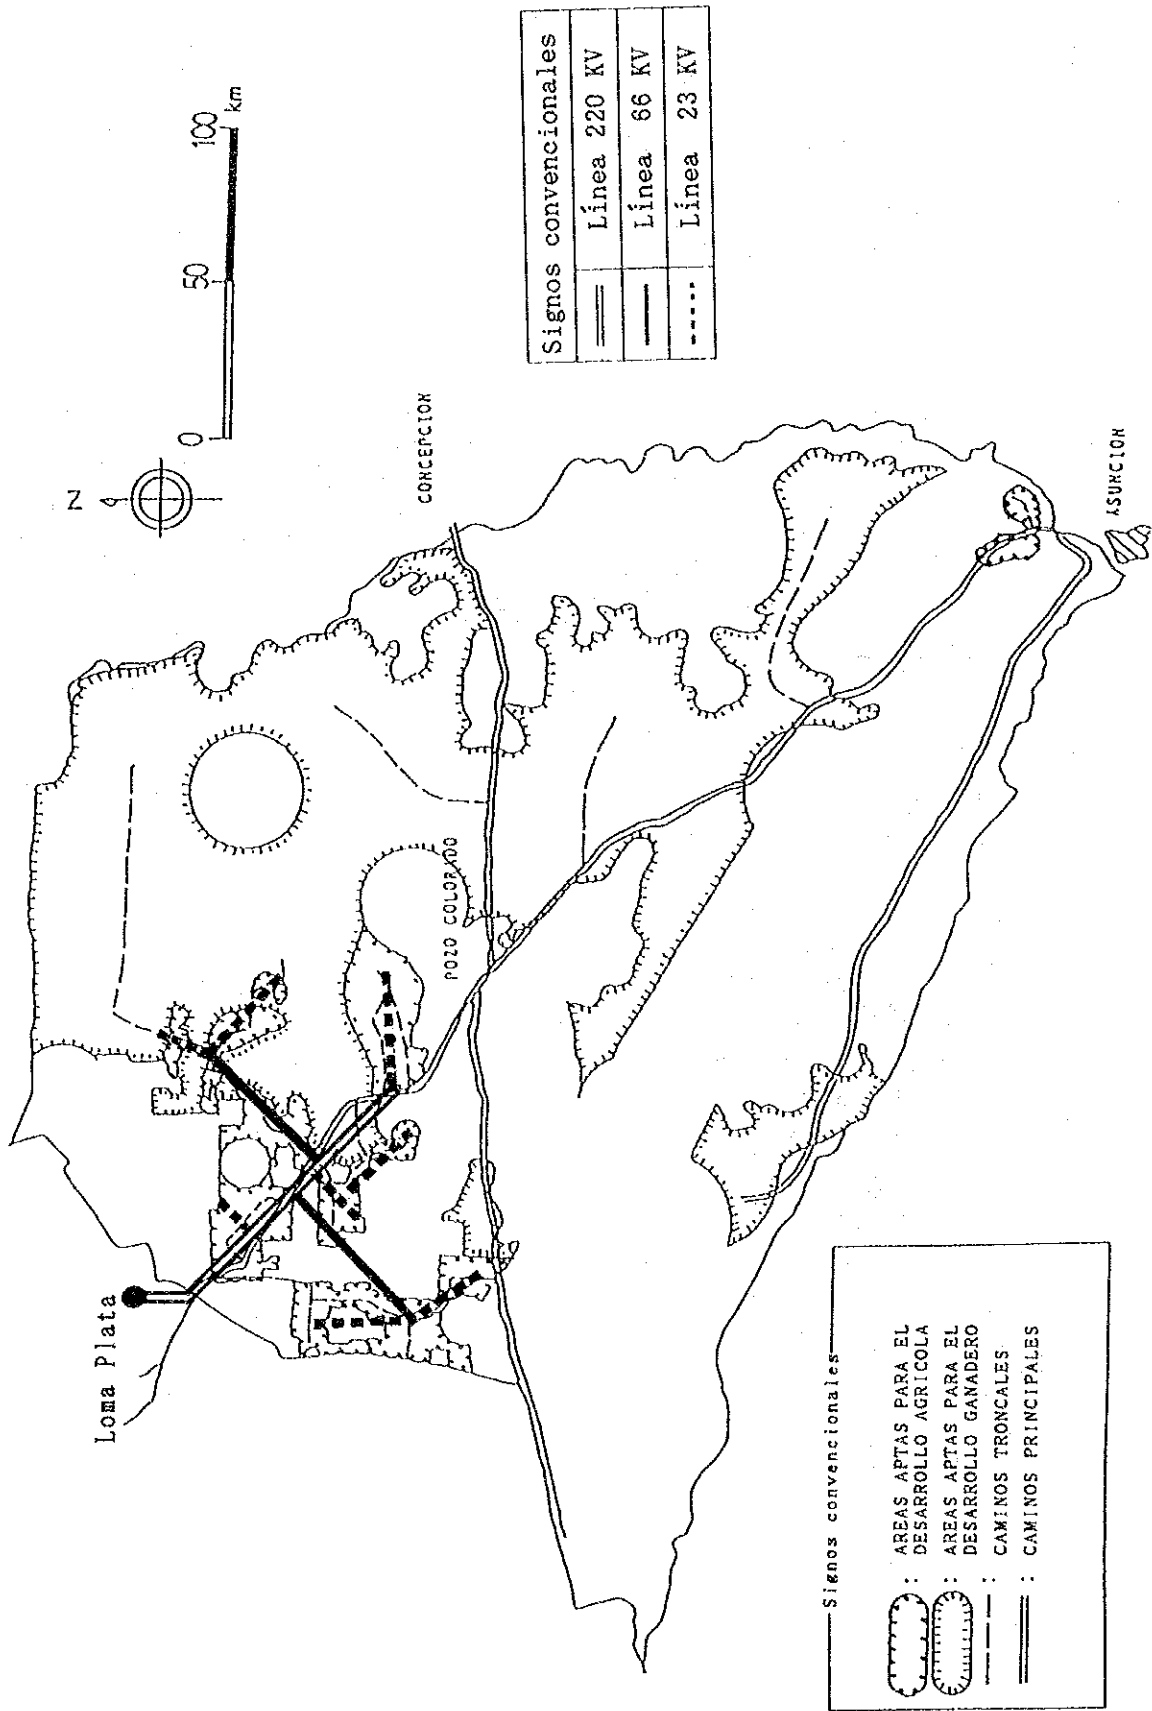 Loma Plata
N
0
50
100
km
CONCEPCION
POZO COLORADO
ASUNCION
Signos convencionales
Línea 220 KV
Línea 66 KV
Línea 23 KV
Signos convencionales
: AREAS APTAS PARA EL
DESARROLLO AGRICOLA
: AREAS APTAS PARA EL
DESARROLLO GANADERO
: CAMINOS TRONCALES
: CAMINOS PRINCIPALES